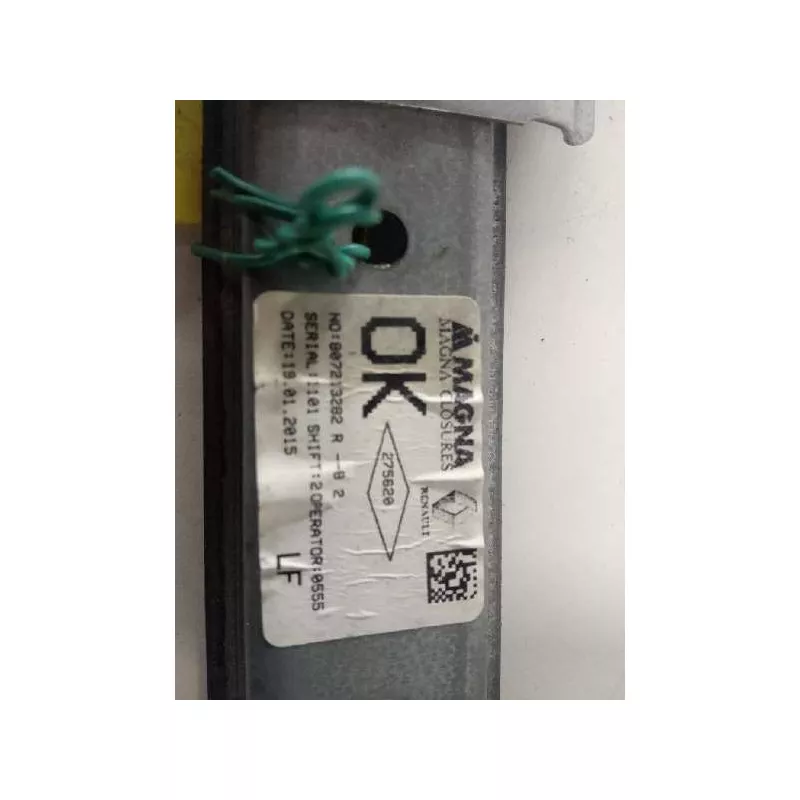 MAGNA
MAGNA CLOSURES
RENAULT
OK
275620
NO:807213282 R --B 2
SERIAL:1101 SHIFT:2 OPERATOR:0555
DATE:19.01.2015
LF